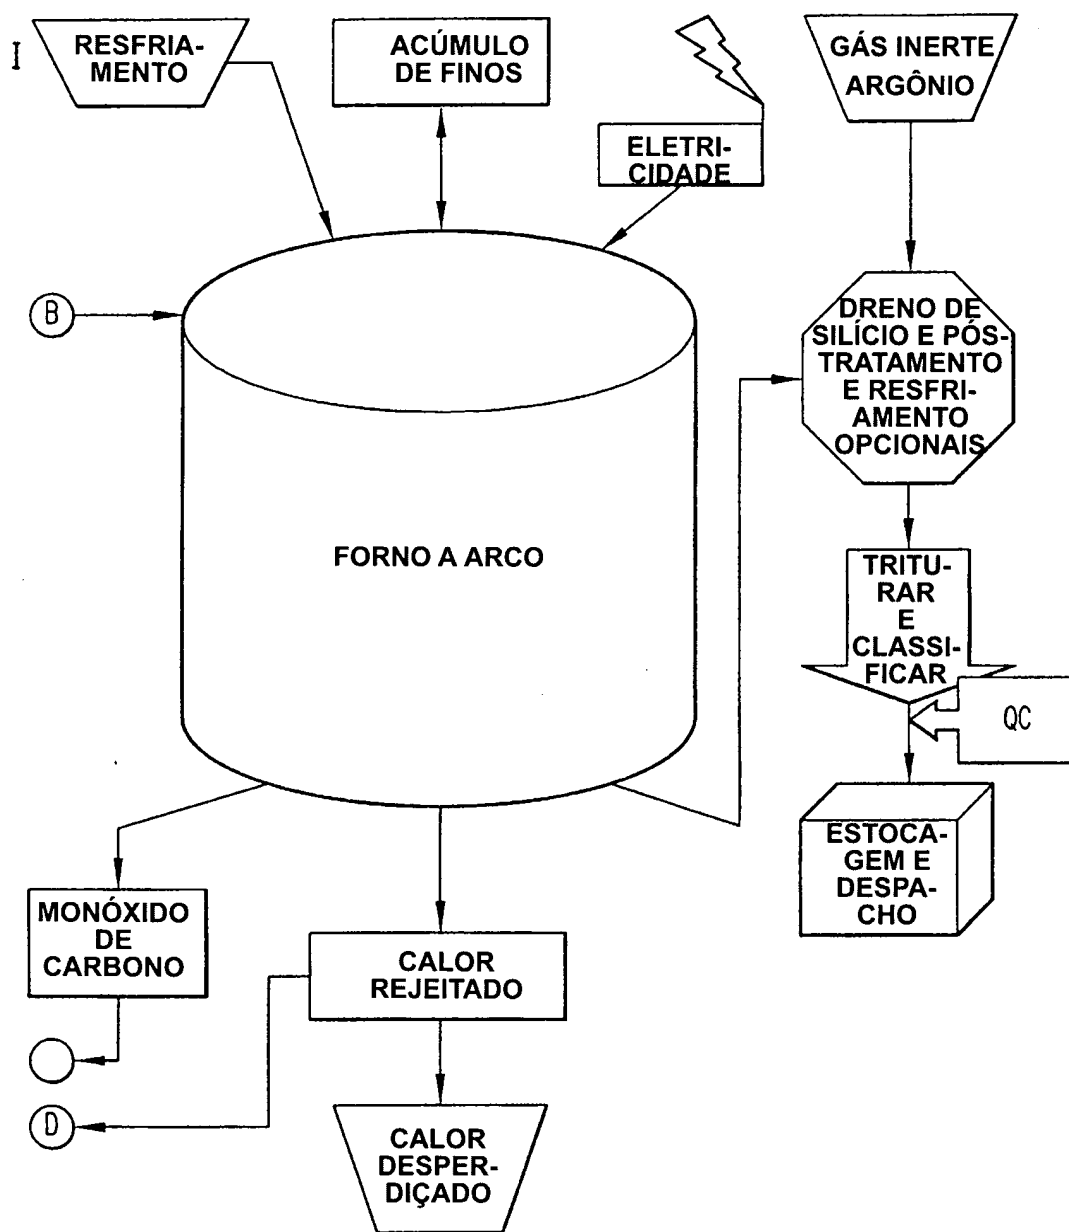 I
RESFRIA-
MENTO
ACÚMULO
DE FINOS
ELETRI-
CIDADE
GÁS INERTE
ARGÔNIO
B
DRENO DE
SILÍCIO E PÓS-
TRATAMENTO
E RESFRI-
AMENTO
OPCIONAIS
FORNO A ARCO
TRITU-
RAR
E
CLASSI-
FICAR
QC
ESTOCA-
GEM E
DESPA-
CHO
MONÓXIDO
DE
CARBONO
CALOR
REJEITADO
D
CALOR
DESPER-
DIÇADO